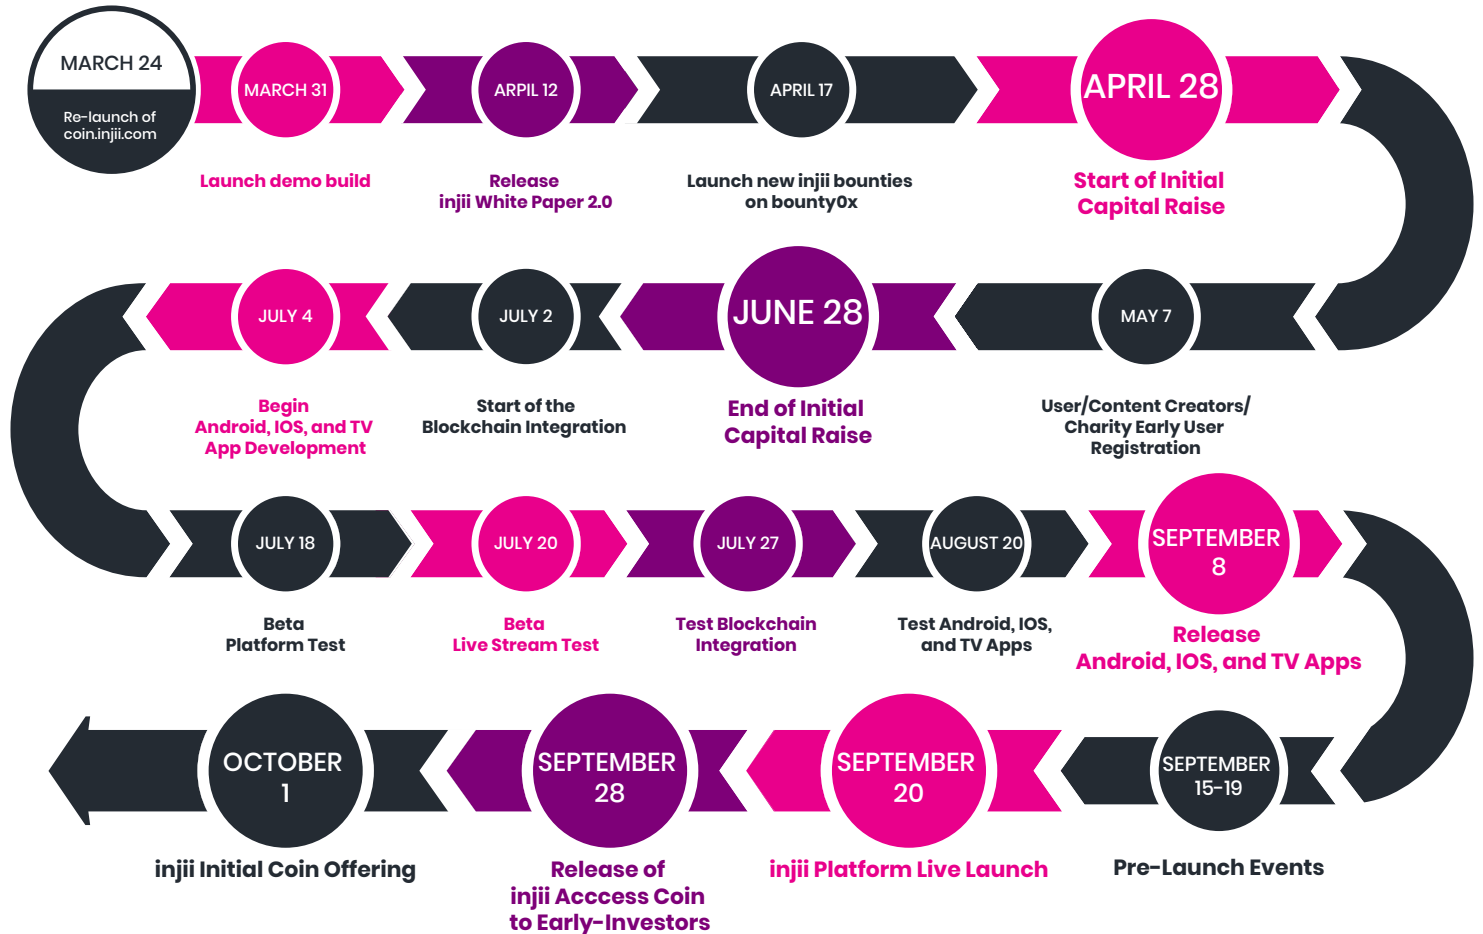 MARCH 24
Re-launch of
coin.injii.com
MARCH 31
Launch demo build
ARPIL 12
Release
injii White Paper 2.0
APRIL 17
Launch new injii bounties
on bounty0x
APRIL 28
Start of Initial
Capital Raise
MAY 7
User/Content Creators/
Charity Early User
Registration
JUNE 28
End of Initial
Capital Raise
JULY 2
Start of the
Blockchain Integration
JULY 4
Begin
Android, IOS, and TV
App Development
JULY 18
Beta
Platform Test
JULY 20
Beta
Live Stream Test
JULY 27
Test Blockchain
Integration
AUGUST 20
Test Android, IOS,
and TV Apps
SEPTEMBER
8
Release
Android, IOS, and TV Apps
SEPTEMBER
15-19
Pre-Launch Events
SEPTEMBER
20
injii Platform Live Launch
SEPTEMBER
28
Release of
injii Acccess Coin
to Early-Investors
OCTOBER
1
injii Initial Coin Offering